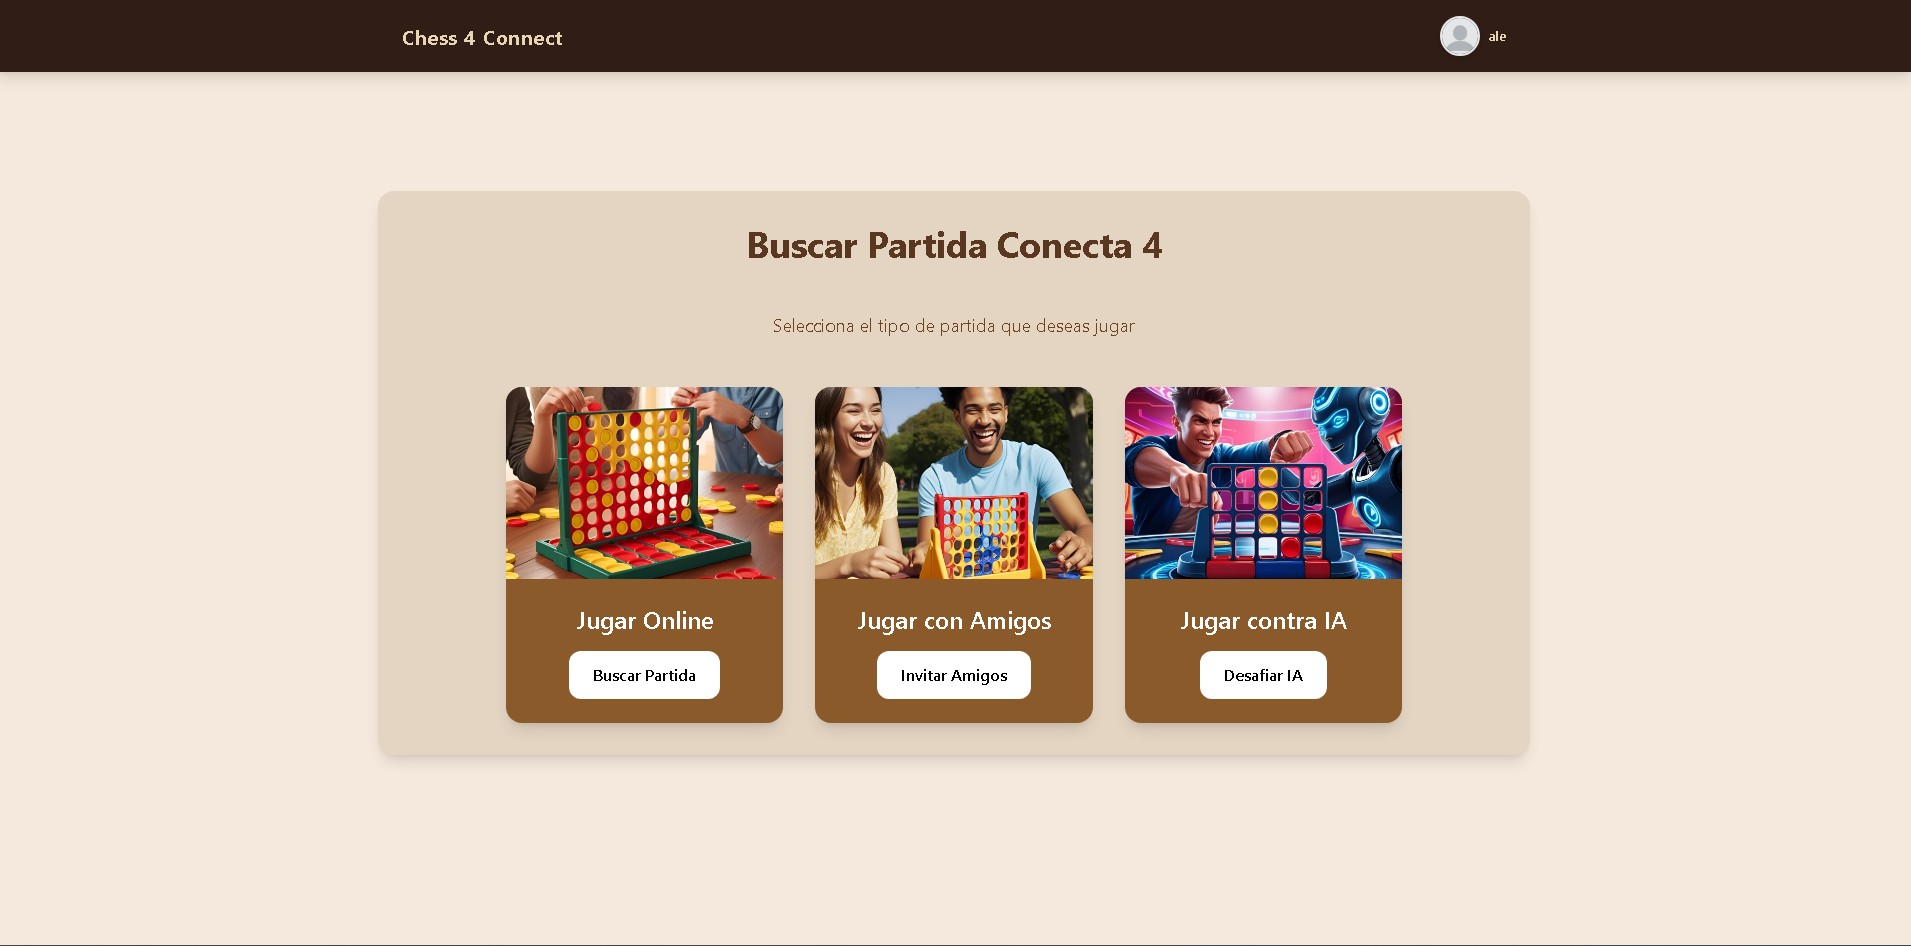 Chess 4 Connect
ale
Buscar Partida Conecta 4
Selecciona el tipo de partida que deseas jugar
Jugar Online
Buscar Partida
Jugar con Amigos
Invitar Amigos
Jugar contra IA
Desafiar IA